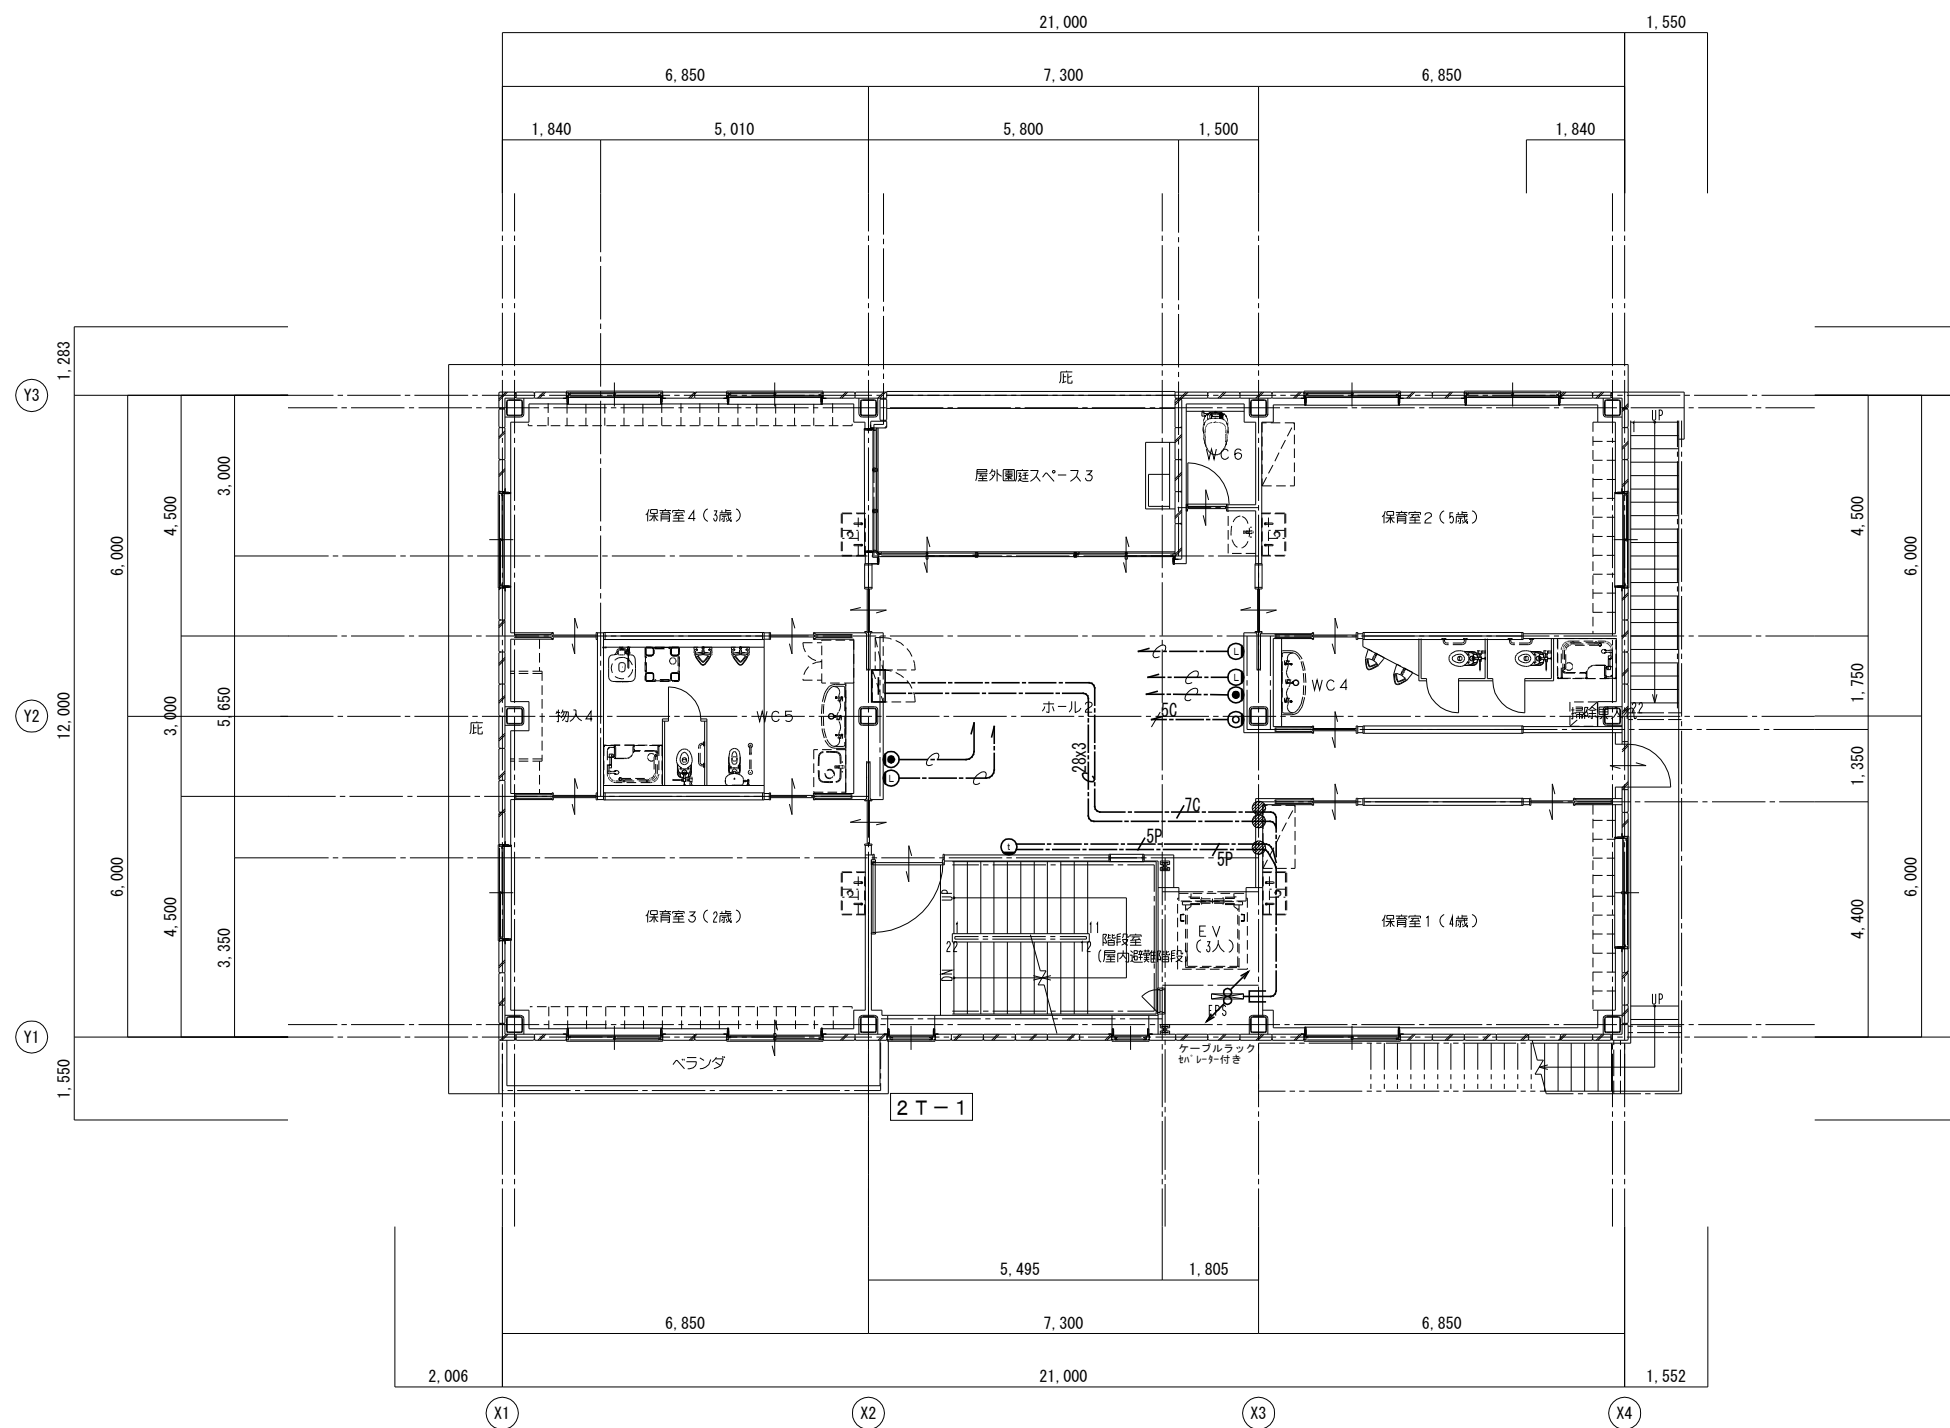 21,000
1,550
6,850
7,300
6,850
1,840
5,010
5,800
1,500
1,840
1,283
Y3
庇
UP
WC6
3,000
屋外園庭スペース3
4,500
4,500
保育室4（3歳）
保育室2（5歳）
6,000
6,000
L
L
WC4
1,750
物入4
WC5
ホール2
5C
22
Y2
12,000
3,000
5,650
庇
28x3
1,350
L
7C
t
5P
5P
6,000
4,500
3,350
保育室3（2歳）
UP
1
11
22
12
階段室
（屋内避難階段
DN
EV
（3人）
保育室1（4歳）
4,400
6,000
EPS
UP
Y1
ケーブルラック
ｾﾊﾟﾚｰﾀｰ付き
ベランダ
1,550
2T－1
5,495
1,805
6,850
7,300
6,850
2,006
21,000
1,552
X1
X2
X3
X4